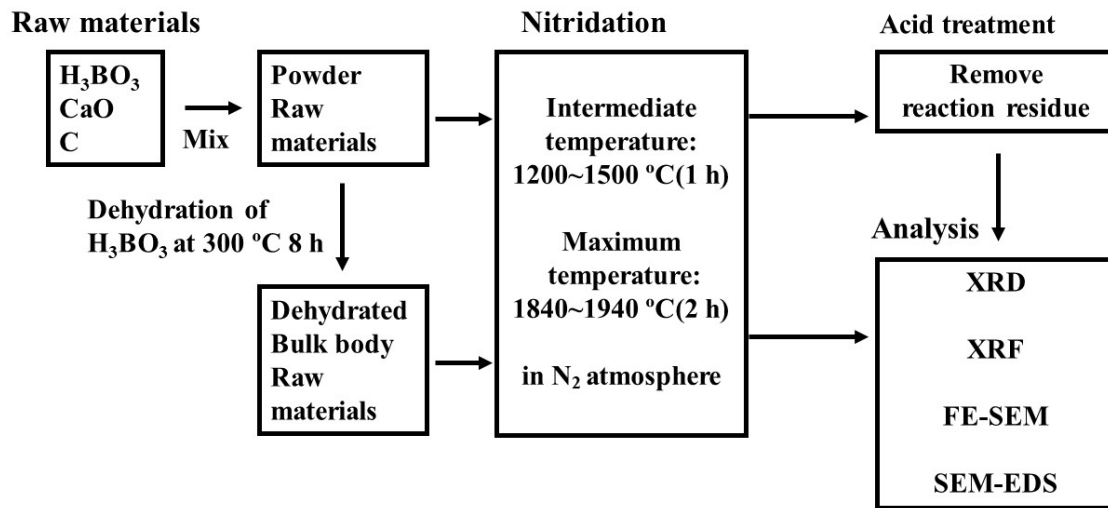 Raw materials
H₃BO₃
CaO
C
Mix
Powder
Raw
materials
Dehydration of
H₃BO₃ at 300 ºC 8 h
Dehydrated
Bulk body
Raw
materials
Nitridation
Intermediate
temperature:
1200~1500 ºC(1 h)
Maximum
temperature:
1840~1940 ºC(2 h)
in N₂ atmosphere
Acid treatment
Remove
reaction residue
Analysis
XRD
XRF
FE-SEM
SEM-EDS